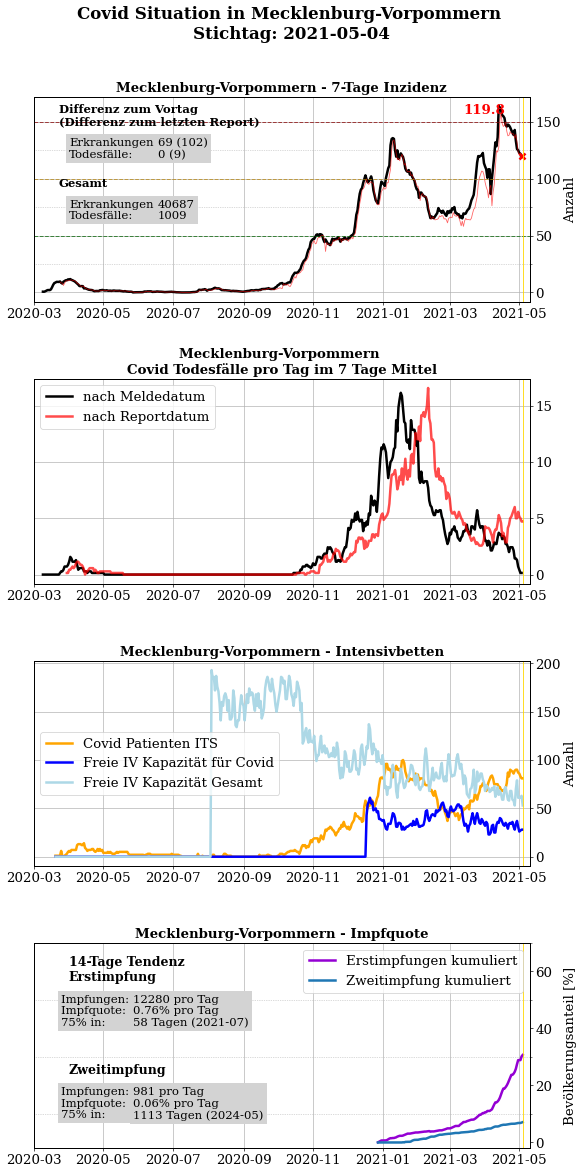 Covid Situation in Mecklenburg-Vorpommern
Stichtag: 2021-05-04
Mecklenburg-Vorpommern - 7-Tage Inzidenz
119.8
Differenz zum Vortag
(Differenz zum letzten Report)
Erkrankungen 69 (102)
Todesfälle: 0 (9)
Gesamt
Erkrankungen 40687
Todesfälle: 1009
150
100
50
0
Anzahl
2020-03 2020-05 2020-07 2020-09 2020-11 2021-01 2021-03 2021-05
Mecklenburg-Vorpommern
Covid Todesfälle pro Tag im 7 Tage Mittel
nach Meldedatum
nach Reportdatum
15
10
5
0
2020-03 2020-05 2020-07 2020-09 2020-11 2021-01 2021-03 2021-05
Mecklenburg-Vorpommern - Intensivbetten
Covid Patienten ITS
Freie IV Kapazität für Covid
Freie IV Kapazität Gesamt
200
150
100
50
0
Anzahl
2020-03 2020-05 2020-07 2020-09 2020-11 2021-01 2021-03 2021-05
Mecklenburg-Vorpommern - Impfquote
14-Tage Tendenz
Erstimpfung
Impfungen: 12280 pro Tag
Impfquote: 0.76% pro Tag
75% in: 58 Tagen (2021-07)
Zweitimpfung
Impfungen: 981 pro Tag
Impfquote: 0.06% pro Tag
75% in: 1113 Tagen (2024-05)
Erstimpfungen kumuliert
Zweitimpfung kumuliert
60
40
20
0
Bevölkerungsanteil [%]
2020-03 2020-05 2020-07 2020-09 2020-11 2021-01 2021-03 2021-05